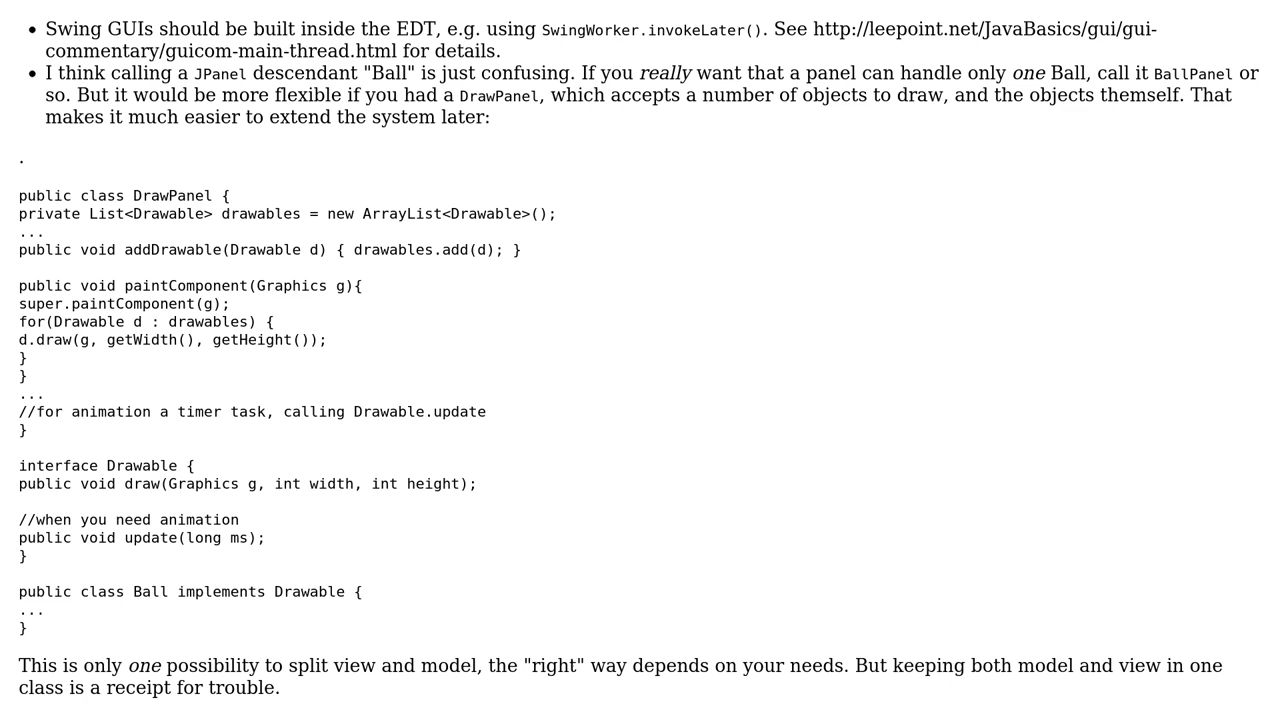 • Swing GUIs should be built inside the EDT, e.g. using SwingWorker.invokeLater(). See http://leepoint.net/JavaBasics/gui/gui-
commentary/guicom-main-thread.html for details.
• I think calling a JPanel descendant "Ball" is just confusing. If you really want that a panel can handle only one Ball, call it BallPanel or
so. But it would be more flexible if you had a DrawPanel, which accepts a number of objects to draw, and the objects themself. That
makes it much easier to extend the system later:
.
public class DrawPanel {
private List<Drawable> drawables = new ArrayList<Drawable>();
...
public void addDrawable(Drawable d) { drawables.add(d); }
public void paintComponent(Graphics g){
super.paintComponent(g);
for(Drawable d : drawables) {
d.draw(g, getWidth(), getHeight());
}
}
...
//for animation a timer task, calling Drawable.update
}
interface Drawable {
public void draw(Graphics g, int width, int height);
//when you need animation
public void update(long ms);
}
public class Ball implements Drawable {
...
}
This is only one possibility to split view and model, the "right" way depends on your needs. But keeping both model and view in one
class is a receipt for trouble.